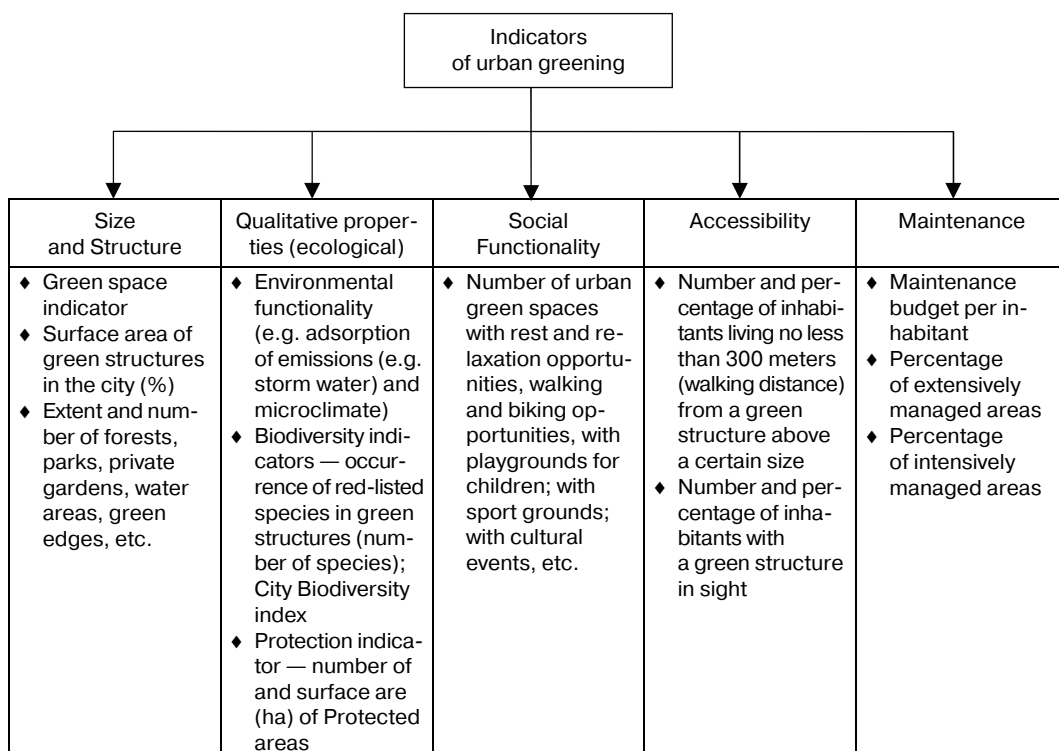 Indicators
of urban greening
Size
and Structure
♦ Green space
indicator
♦ Surface area of
green structures
in the city (%)
♦ Extent and num-
ber of forests,
parks, private
gardens, water
areas, green
edges, etc.
Qualitative proper-
ties (ecological)
♦ Environmental
functionality
(e.g. adsorption
of emissions (e.g.
storm water) and
microclimate)
♦ Biodiversity indi-
cators — occur-
rence of red-listed
species in green
structures (num-
ber of species);
City Biodiversity
index
♦ Protection indica-
tor — number of
and surface are
(ha) of Protected
areas
Social
Functionality
♦ Number of urban
green spaces
with rest and re-
laxation opportu-
nities, walking
and biking op-
portunities, with
playgrounds for
children; with
sport grounds;
with cultural
events, etc.
Accessibility
♦ Number and per-
centage of inhabi-
tants living no less
than 300 meters
(walking distance)
from a green
structure above
a certain size
♦ Number and per-
centage of inha-
bitants with
a green structure
in sight
Maintenance
♦ Maintenance
budget per in-
habitant
♦ Percentage
of extensively
managed areas
♦ Percentage
of intensively
managed areas